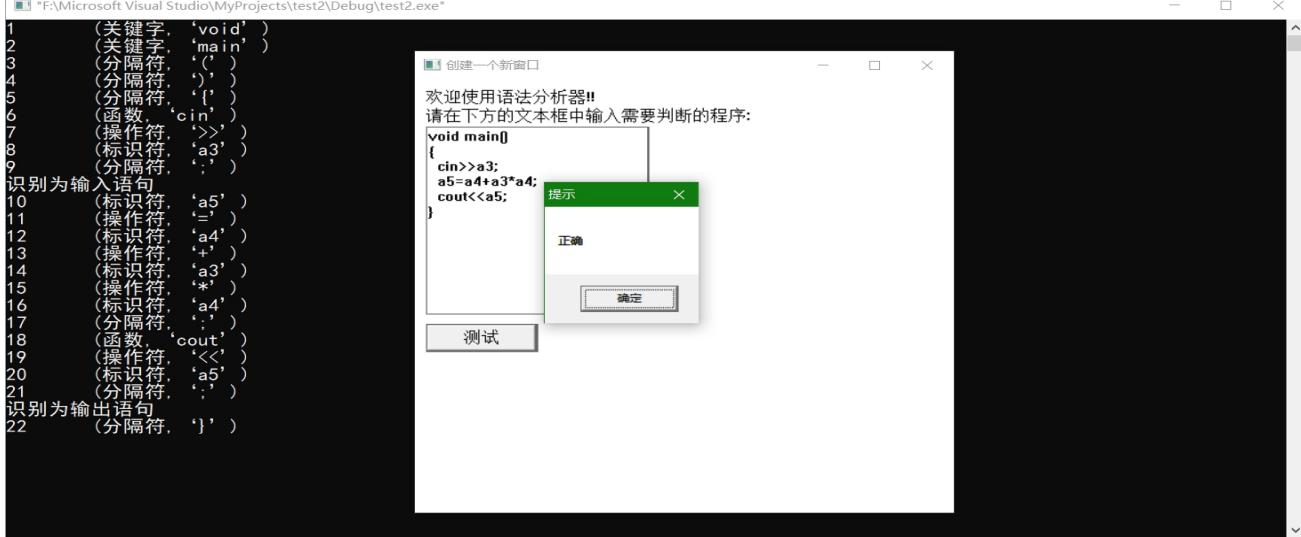 "F:\Microsoft Visual Studio\MyProjects\test2\Debug\test2.exe"
1 (关键字, ‘void’)
2 (关键字, ‘main’)
3 (分隔符, ‘(’)
4 (分隔符, ‘)’)
5 (分隔符, ‘{’)
6 (函数, ‘cin’)
7 (操作符, ‘>>’)
8 (标识符, ‘a3’)
9 (分隔符, ‘;’)
识别为输入语句
10 (标识符, ‘a5’)
11 (操作符, ‘=’)
12 (标识符, ‘a4’)
13 (操作符, ‘+’)
14 (标识符, ‘a3’)
15 (操作符, ‘*’)
16 (标识符, ‘a4’)
17 (分隔符, ‘;’)
18 (函数, ‘cout’)
19 (操作符, ‘<<’)
20 (标识符, ‘a5’)
21 (分隔符, ‘;’)
识别为输出语句
22 (分隔符, ‘}’)
创建一个新窗口
欢迎使用语法分析器!!
请在下方的文本框中输入需要判断的程序:
void main()
{
cin>>a3;
a5=a4+a3*a4;
cout<<a5;
}
提示
正确
确定
测试